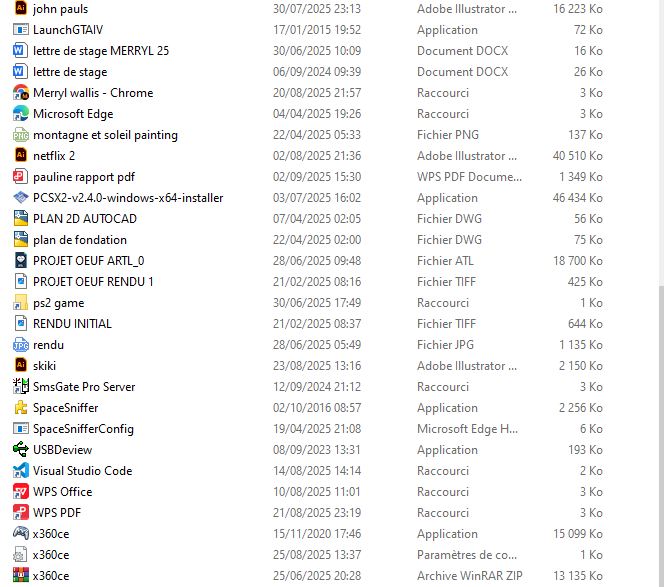 john pauls 30/07/2025 23:13 Adobe Illustrator ... 16 223 Ko
LaunchGTAIV 17/01/2015 19:52 Application 72 Ko
lettre de stage MERRYL 25 30/06/2025 10:09 Document DOCX 16 Ko
lettre de stage 06/09/2024 09:39 Document DOCX 26 Ko
Merryl wallis - Chrome 20/08/2025 21:57 Raccourci 3 Ko
Microsoft Edge 04/04/2025 19:26 Raccourci 3 Ko
montagne et soleil painting 22/04/2025 05:33 Fichier PNG 137 Ko
netflix 2 02/08/2025 21:36 Adobe Illustrator ... 40 510 Ko
pauline rapport pdf 02/09/2025 15:30 WPS PDF Docume... 1 349 Ko
PCSX2-v2.4.0-windows-x64-installer 03/07/2025 16:02 Application 46 434 Ko
PLAN 2D AUTOCAD 07/04/2025 02:05 Fichier DWG 56 Ko
plan de fondation 22/04/2025 02:00 Fichier DWG 75 Ko
PROJET OEUF ARTL_0 28/06/2025 09:48 Fichier ATL 18 700 Ko
PROJET OEUF RENDU 1 21/02/2025 08:16 Fichier TIFF 425 Ko
ps2 game 30/06/2025 17:49 Raccourci 1 Ko
RENDU INITIAL 21/02/2025 08:37 Fichier TIFF 644 Ko
rendu 28/06/2025 05:49 Fichier JPG 1 135 Ko
skiki 23/08/2025 13:16 Adobe Illustrator ... 2 150 Ko
SmsGate Pro Server 12/09/2024 21:12 Raccourci 3 Ko
SpaceSniffer 02/10/2016 08:57 Application 2 256 Ko
SpaceSnifferConfig 19/04/2025 21:08 Microsoft Edge H... 6 Ko
USBDeview 08/09/2023 13:31 Application 193 Ko
Visual Studio Code 14/08/2025 14:14 Raccourci 2 Ko
WPS Office 10/08/2025 11:01 Raccourci 3 Ko
WPS PDF 21/08/2025 23:19 Raccourci 3 Ko
x360ce 15/11/2020 17:46 Application 15 099 Ko
x360ce 25/08/2025 13:37 Paramètres de co... 1 Ko
x360ce 25/06/2025 20:28 Archive WinRAR ZIP 13 135 Ko